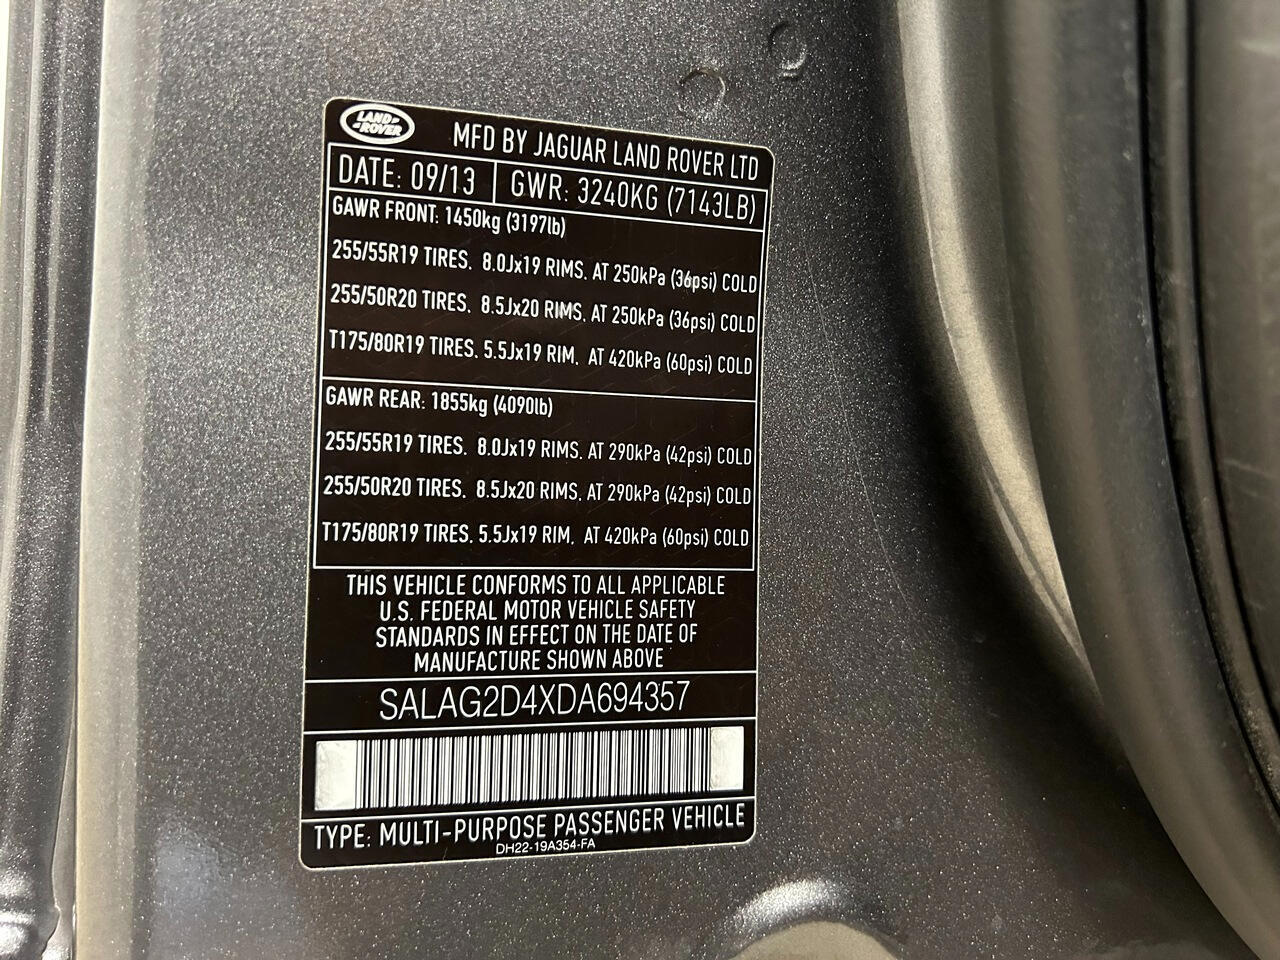 LAND
ROVER
MFD BY JAGUAR LAND ROVER LTD
DATE: 09/13 GWR: 3240KG (7143LB)
GAWR FRONT: 1450kg (3197lb)
255/55R19 TIRES. 8.0Jx19 RIMS. AT 250kPa (36psi) COLD
255/50R20 TIRES. 8.5Jx20 RIMS. AT 250kPa (36psi) COLD
T175/80R19 TIRES. 5.5Jx19 RIM. AT 420kPa (60psi) COLD
GAWR REAR: 1855kg (4090lb)
255/55R19 TIRES. 8.0Jx19 RIMS. AT 290kPa (42psi) COLD
255/50R20 TIRES. 8.5Jx20 RIMS. AT 290kPa (42psi) COLD
T175/80R19 TIRES. 5.5Jx19 RIM. AT 420kPa (60psi) COLD
THIS VEHICLE CONFORMS TO ALL APPLICABLE
U.S. FEDERAL MOTOR VEHICLE SAFETY
STANDARDS IN EFFECT ON THE DATE OF
MANUFACTURE SHOWN ABOVE
SALAG2D4XDA694357
TYPE: MULTI-PURPOSE PASSENGER VEHICLE
DH22-19A354-FA